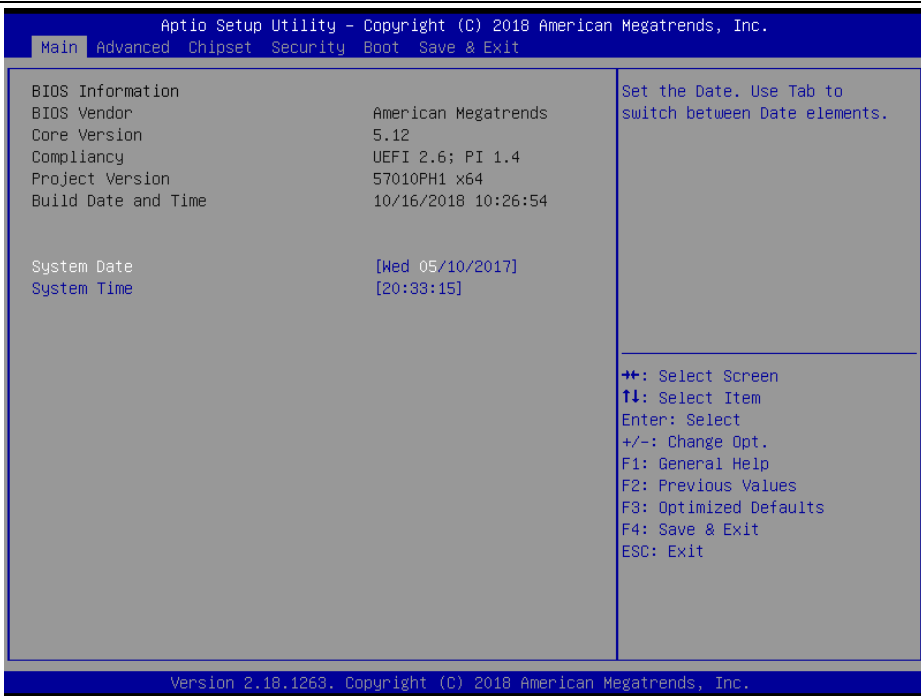 Aptio Setup Utility – Copyright (C) 2018 American Megatrends, Inc.
Main Advanced Chipset Security Boot Save & Exit
BIOS Information
BIOS Vendor American Megatrends
Core Version 5.12
Compliancy UEFI 2.6; PI 1.4
Project Version 57010PH1 x64
Build Date and Time 10/16/2018 10:26:54
System Date [Wed 05/10/2017]
System Time [20:33:15]
Set the Date. Use Tab to
switch between Date elements.
→←: Select Screen
↑↓: Select Item
Enter: Select
+/-: Change Opt.
F1: General Help
F2: Previous Values
F3: Optimized Defaults
F4: Save & Exit
ESC: Exit
Version 2.18.1263. Copyright (C) 2018 American Megatrends, Inc.